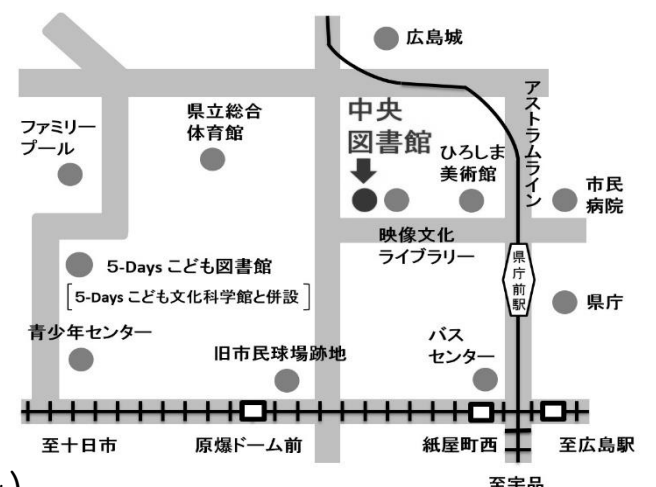 広島城
アストラムライン
県立総合
体育館
中央
図書館
ファミリー
プール
ひろしま
美術館
市民
病院
映像文化
ライブラリー
県庁前駅
5-Days こども図書館
[5-Days こども文化科学館と併設]
県庁
青少年センター
旧市民球場跡地
バス
センター
至十日市
原爆ドーム前
紙屋町西
至広島駅
至宇品